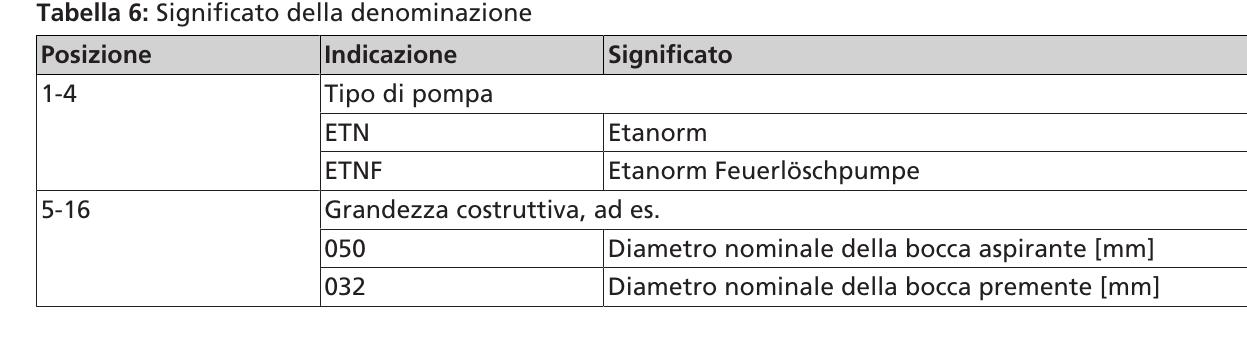 Tabella 6: Significato della denominazione
Posizione Indicazione Significato
1-4 Tipo di pompa
ETN Etanorm
ETNF Etanorm Feuerlöschpumpe
5-16 Grandezza costruttiva, ad es.
050 Diametro nominale della bocca aspirante [mm]
032 Diametro nominale della bocca premente [mm]